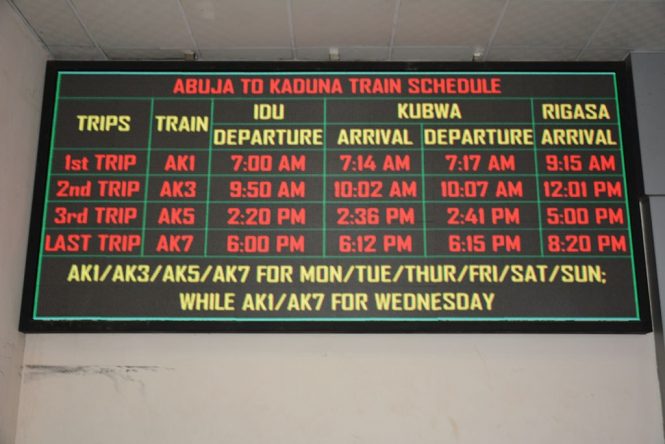 ABUJA TO KADUNA TRAIN SCHEDULE
TRIPS TRAIN IDU KUBWA RIGASA
DEPARTURE ARRIVAL DEPARTURE ARRIVAL
1st TRIP AK1 7:00 AM 7:14 AM 7:17 AM 9:15 AM
2nd TRIP AK3 9:50 AM 10:02 AM 10:07 AM 12:01 PM
3rd TRIP AK5 2:20 PM 2:36 PM 2:41 PM 5:00 PM
LAST TRIP AK7 6:00 PM 6:12 PM 6:15 PM 8:20 PM
AK1/AK3/AK5/AK7 FOR MON/TUE/THUR/FRI/SAT/SUN;
WHILE AK1/AK7 FOR WEDNESDAY